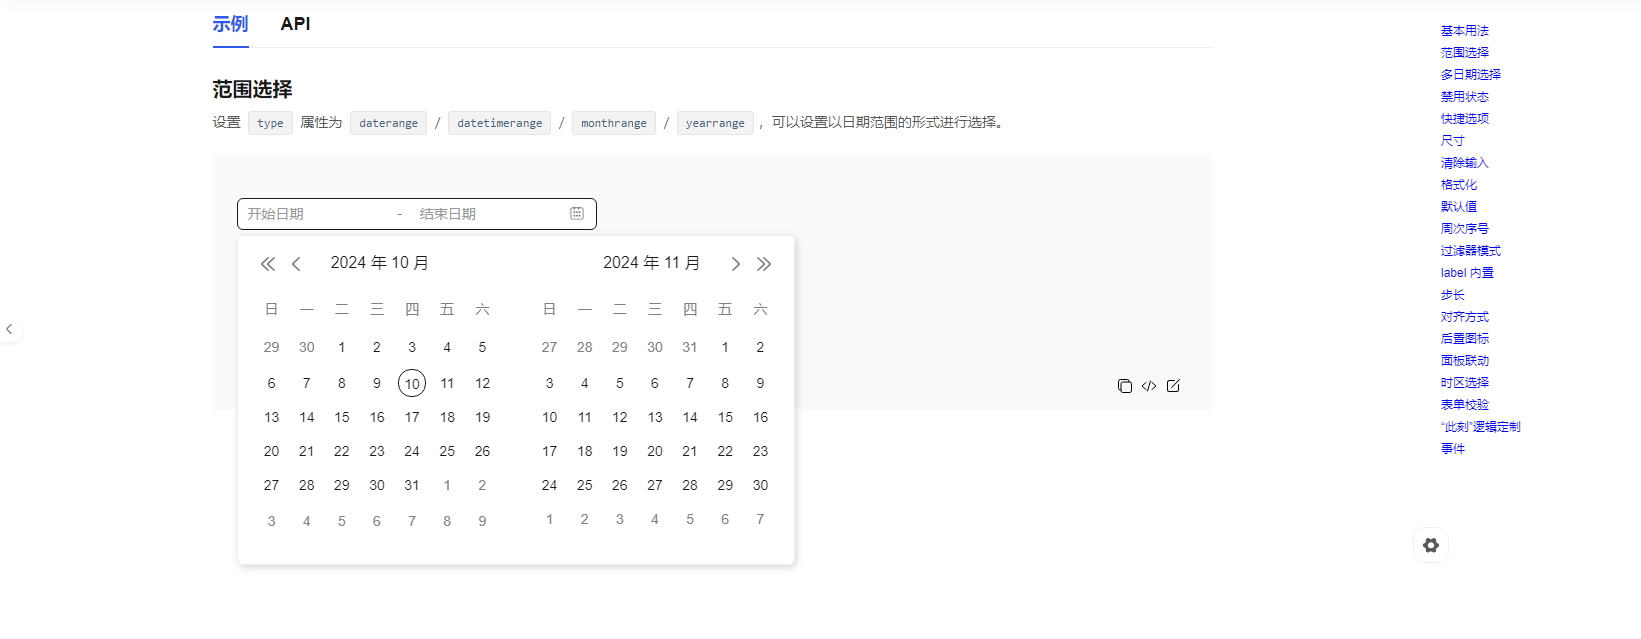 示例 API
范围选择
设置 type 属性为 daterange / datetimerange / monthrange / yearrange ，可以设置以日期范围的形式进行选择。
开始日期 - 结束日期
2024 年 10 月 2024 年 11 月
日 一 二 三 四 五 六 日 一 二 三 四 五 六
29 30 1 2 3 4 5 27 28 29 30 31 1 2
6 7 8 9 10 11 12 3 4 5 6 7 8 9
13 14 15 16 17 18 19 10 11 12 13 14 15 16
20 21 22 23 24 25 26 17 18 19 20 21 22 23
27 28 29 30 31 1 2 24 25 26 27 28 29 30
3 4 5 6 7 8 9 1 2 3 4 5 6 7
基本用法
范围选择
多日期选择
禁用状态
快捷选项
尺寸
清除输入
格式化
默认值
周次序号
过滤器模式
label 内置
步长
对齐方式
后置图标
面板联动
时区选择
表单校验
“此刻”逻辑定制
事件